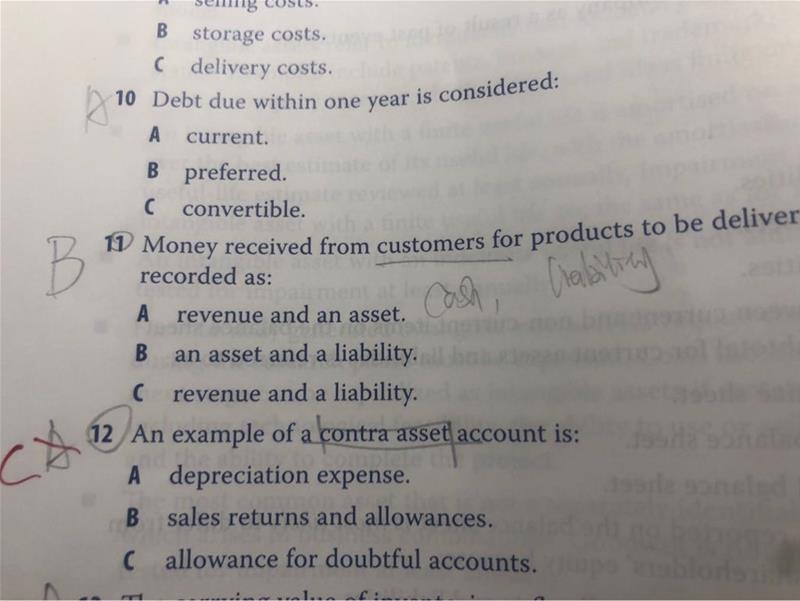 A selling costs.
B storage costs.
C delivery costs.
A 10 Debt due within one year is considered:
A current.
B preferred.
C convertible.
B 11 Money received from customers for products to be deliver
recorded as:
Cash, liability
A revenue and an asset.
B an asset and a liability.
C revenue and a liability.
C A 12 An example of a contra asset account is:
A depreciation expense.
B sales returns and allowances.
C allowance for doubtful accounts.